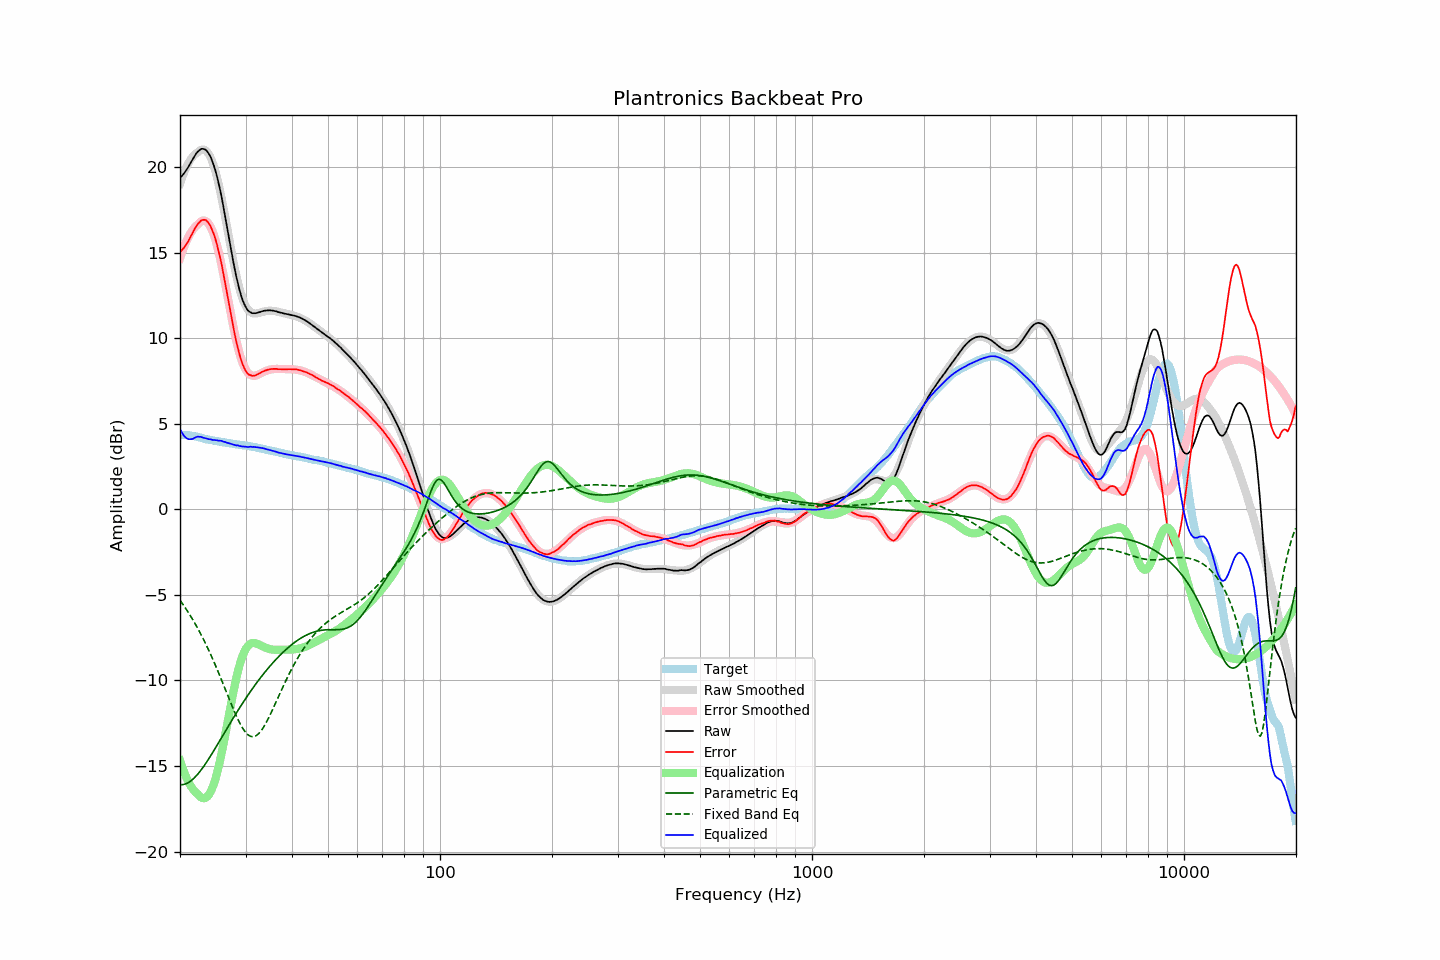 Plantronics Backbeat Pro
Amplitude (dBr)
20
15
10
5
0
−5
−10
−15
−20
Target
Raw Smoothed
Error Smoothed
Raw
Error
Equalization
Parametric Eq
Fixed Band Eq
Equalized
100
1000
10000
Frequency (Hz)